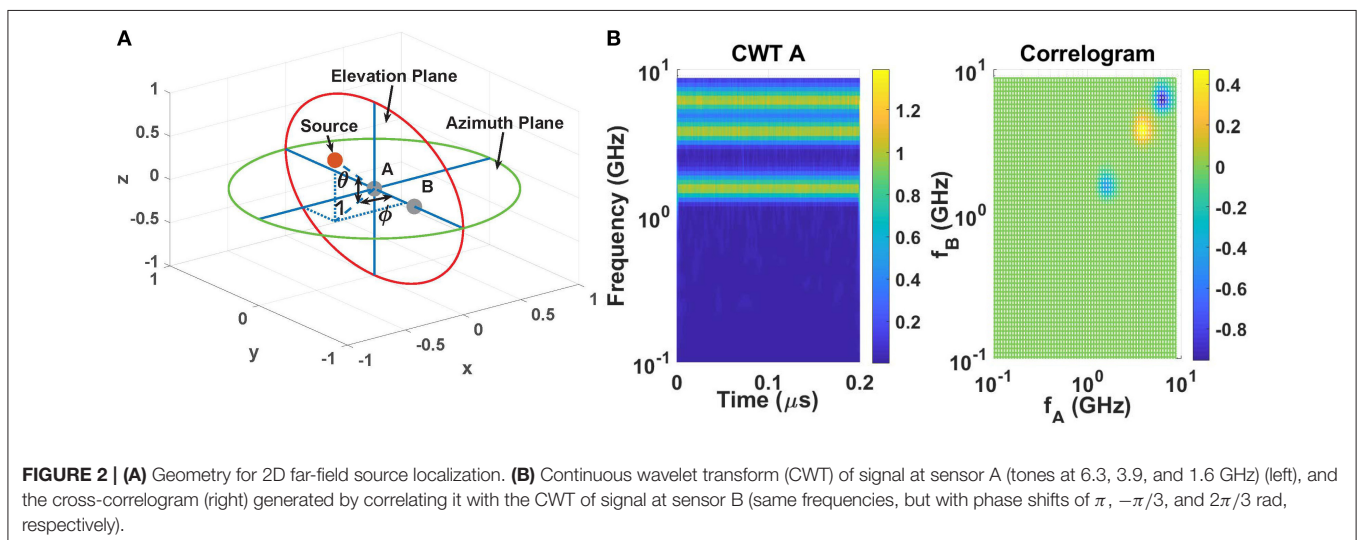 A
Elevation Plane
Source
Azimuth Plane
A
B
θ
1
ϕ
1
0.5
0
-0.5
-1
z
1
0
-1
y
-1
-0.5
0
0.5
1
x
B
CWT A
10^1
10^0
10^-1
Frequency (GHz)
0
0.1
0.2
Time (μs)
1.2
1
0.8
0.6
0.4
0.2
Correlogram
10^1
10^0
10^-1
f_B (GHz)
10^-1
10^0
10^1
f_A (GHz)
0.4
0.2
0
-0.2
-0.4
-0.6
-0.8
FIGURE 2 | (A) Geometry for 2D far-field source localization. (B) Continuous wavelet transform (CWT) of signal at sensor A (tones at 6.3, 3.9, and 1.6 GHz) (left), and
the cross-correlogram (right) generated by correlating it with the CWT of signal at sensor B (same frequencies, but with phase shifts of π, −π/3, and 2π/3 rad,
respectively).